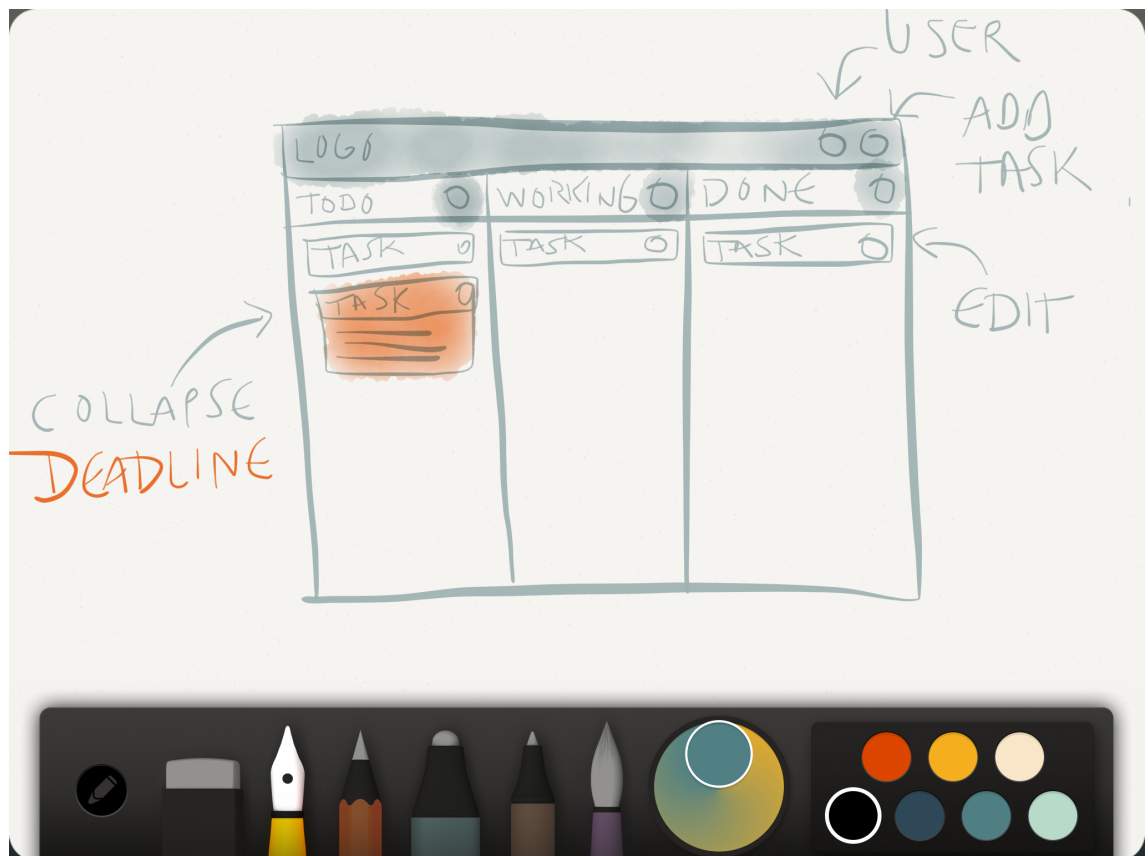 USER
ADD
TASK
LOGO
TODO
WORKING
DONE
TASK
TASK
TASK
TASK
EDIT
COLLAPSE
DEADLINE